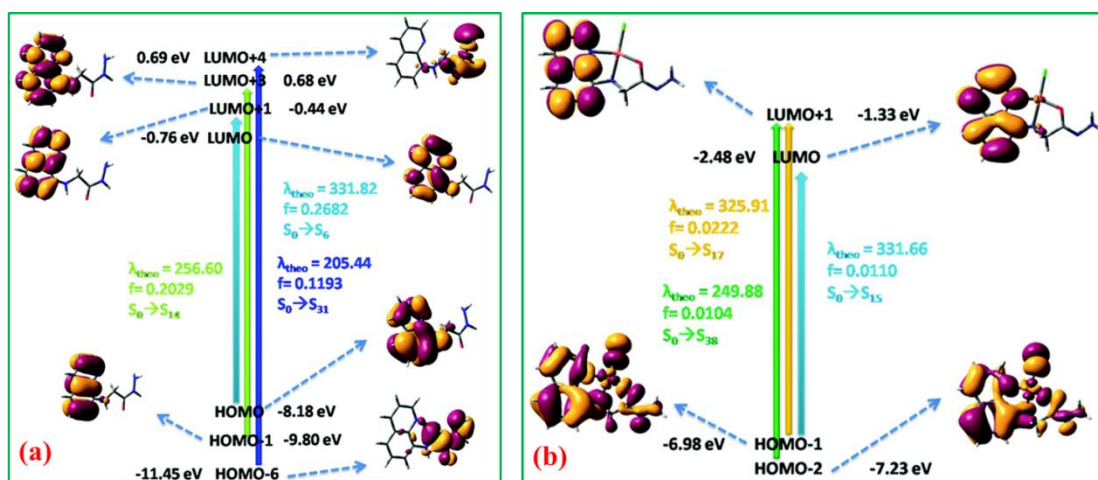 0.69 eV LUMO+4
LUMO+3 0.68 eV
LUMO+1 -0.44 eV
-0.76 eV LUMO
λtheo = 331.82
f= 0.2682
S0→S6
λtheo = 256.60
f= 0.2029
S0→S14
λtheo = 205.44
f= 0.1193
S0→S31
HOMO -8.18 eV
HOMO-1 -9.80 eV
-11.45 eV HOMO-6
(a)
LUMO+1 -1.33 eV
-2.48 eV LUMO
λtheo = 325.91
f= 0.0222
S0→S17
λtheo = 331.66
f= 0.0110
S0→S15
λtheo = 249.88
f= 0.0104
S0→S38
-6.98 eV HOMO-1
HOMO-2 -7.23 eV
(b)